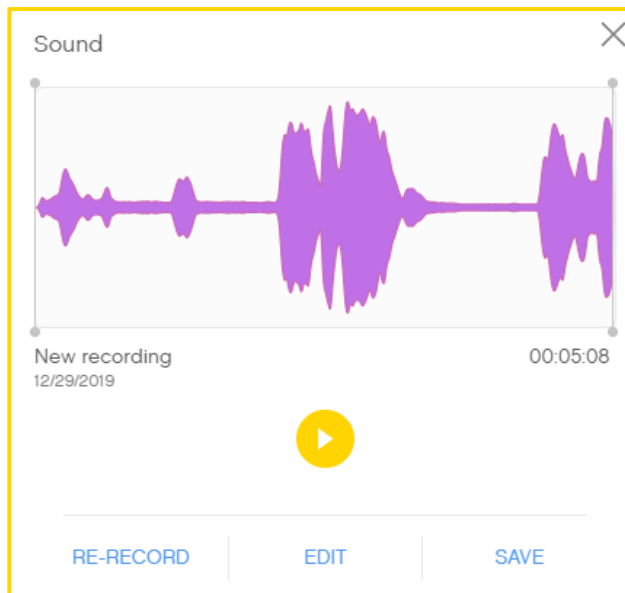 Sound
New recording
00:05:08
12/29/2019
RE-RECORD
EDIT
SAVE